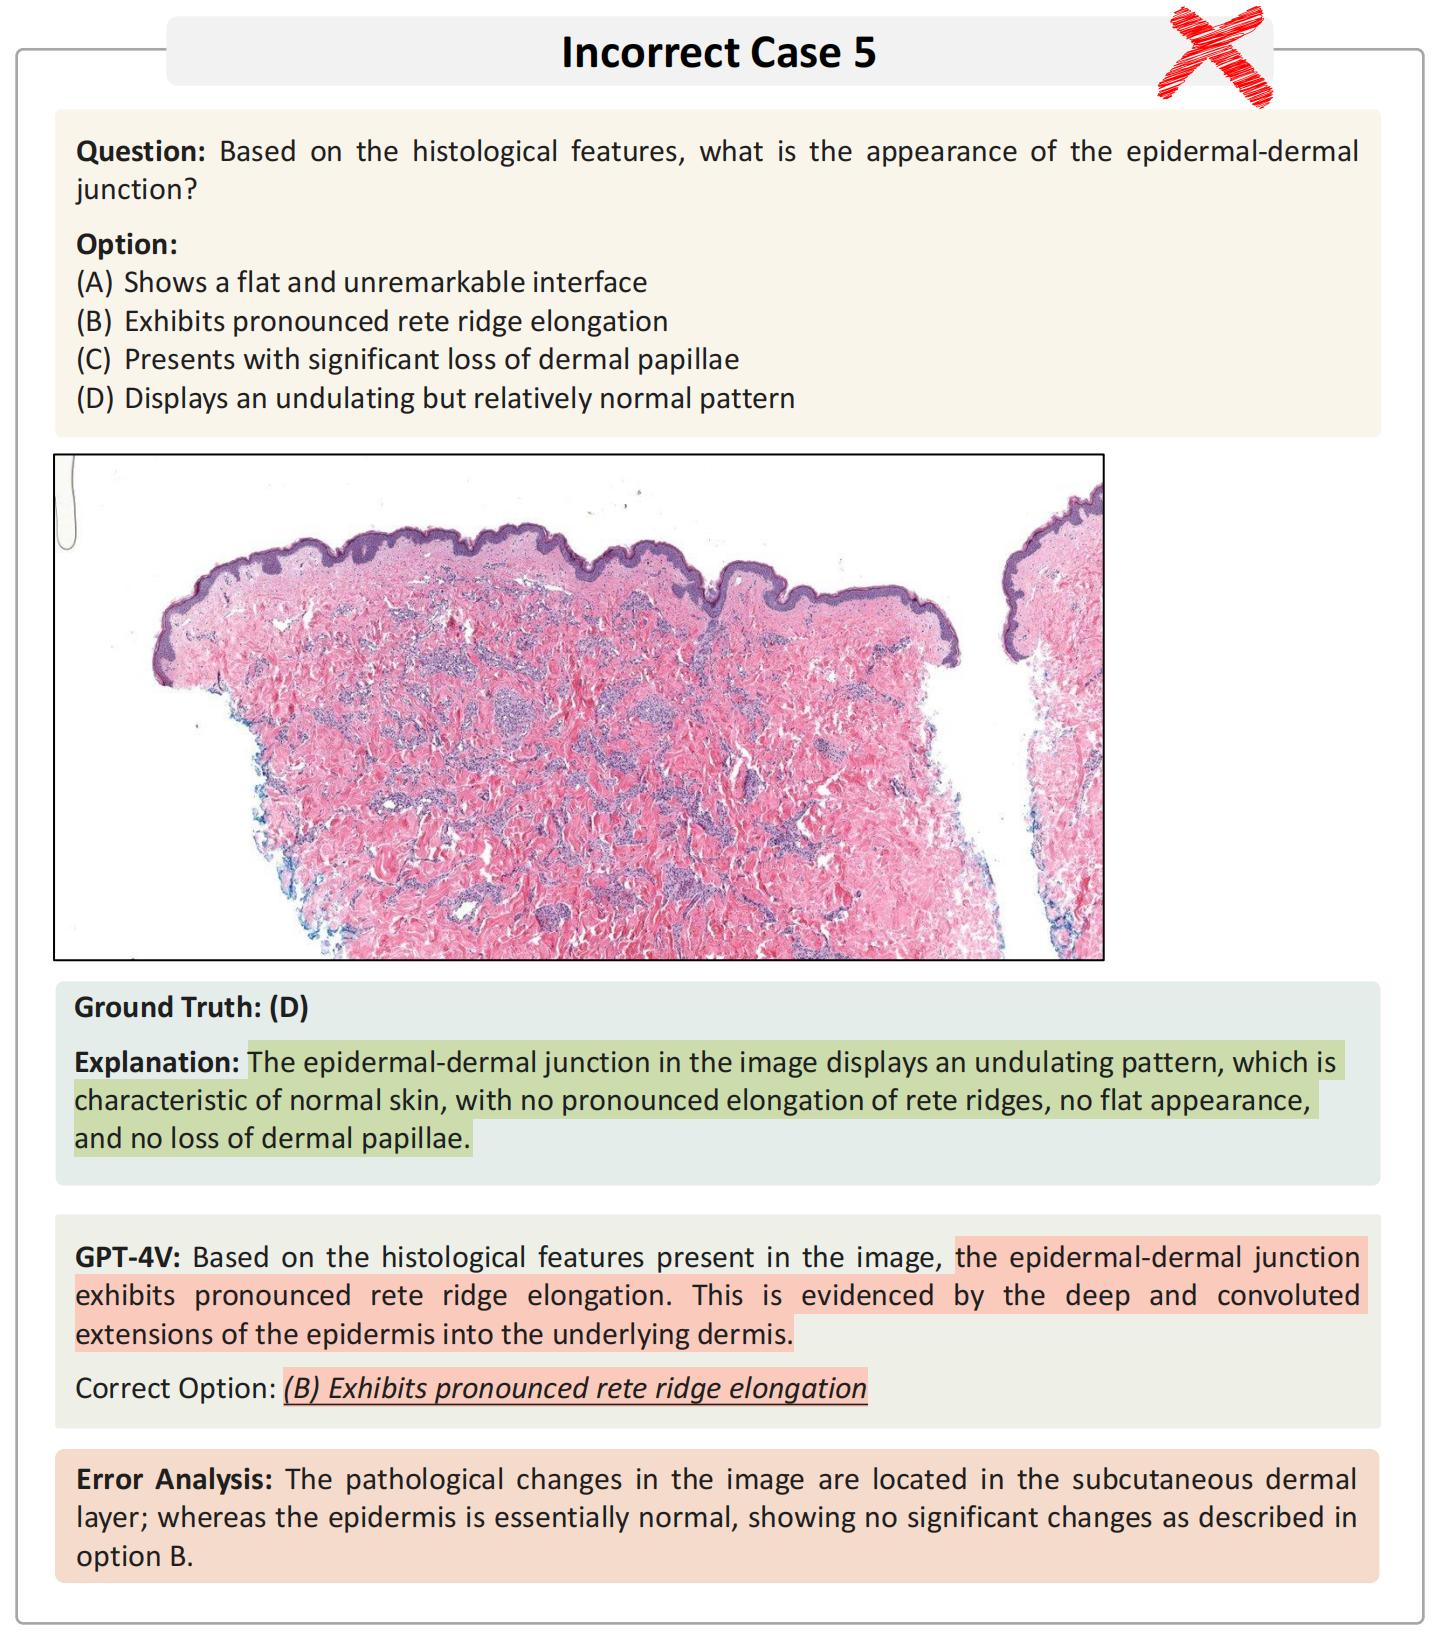 Incorrect Case 5
Question: Based on the histological features, what is the appearance of the epidermal-dermal
junction?
Option:
(A) Shows a flat and unremarkable interface
(B) Exhibits pronounced rete ridge elongation
(C) Presents with significant loss of dermal papillae
(D) Displays an undulating but relatively normal pattern
Ground Truth: (D)
Explanation: The epidermal-dermal junction in the image displays an undulating pattern, which is
characteristic of normal skin, with no pronounced elongation of rete ridges, no flat appearance,
and no loss of dermal papillae.
GPT-4V: Based on the histological features present in the image, the epidermal-dermal junction
exhibits pronounced rete ridge elongation. This is evidenced by the deep and convoluted
extensions of the epidermis into the underlying dermis.
Correct Option: (B) Exhibits pronounced rete ridge elongation
Error Analysis: The pathological changes in the image are located in the subcutaneous dermal
layer; whereas the epidermis is essentially normal, showing no significant changes as described in
option B.